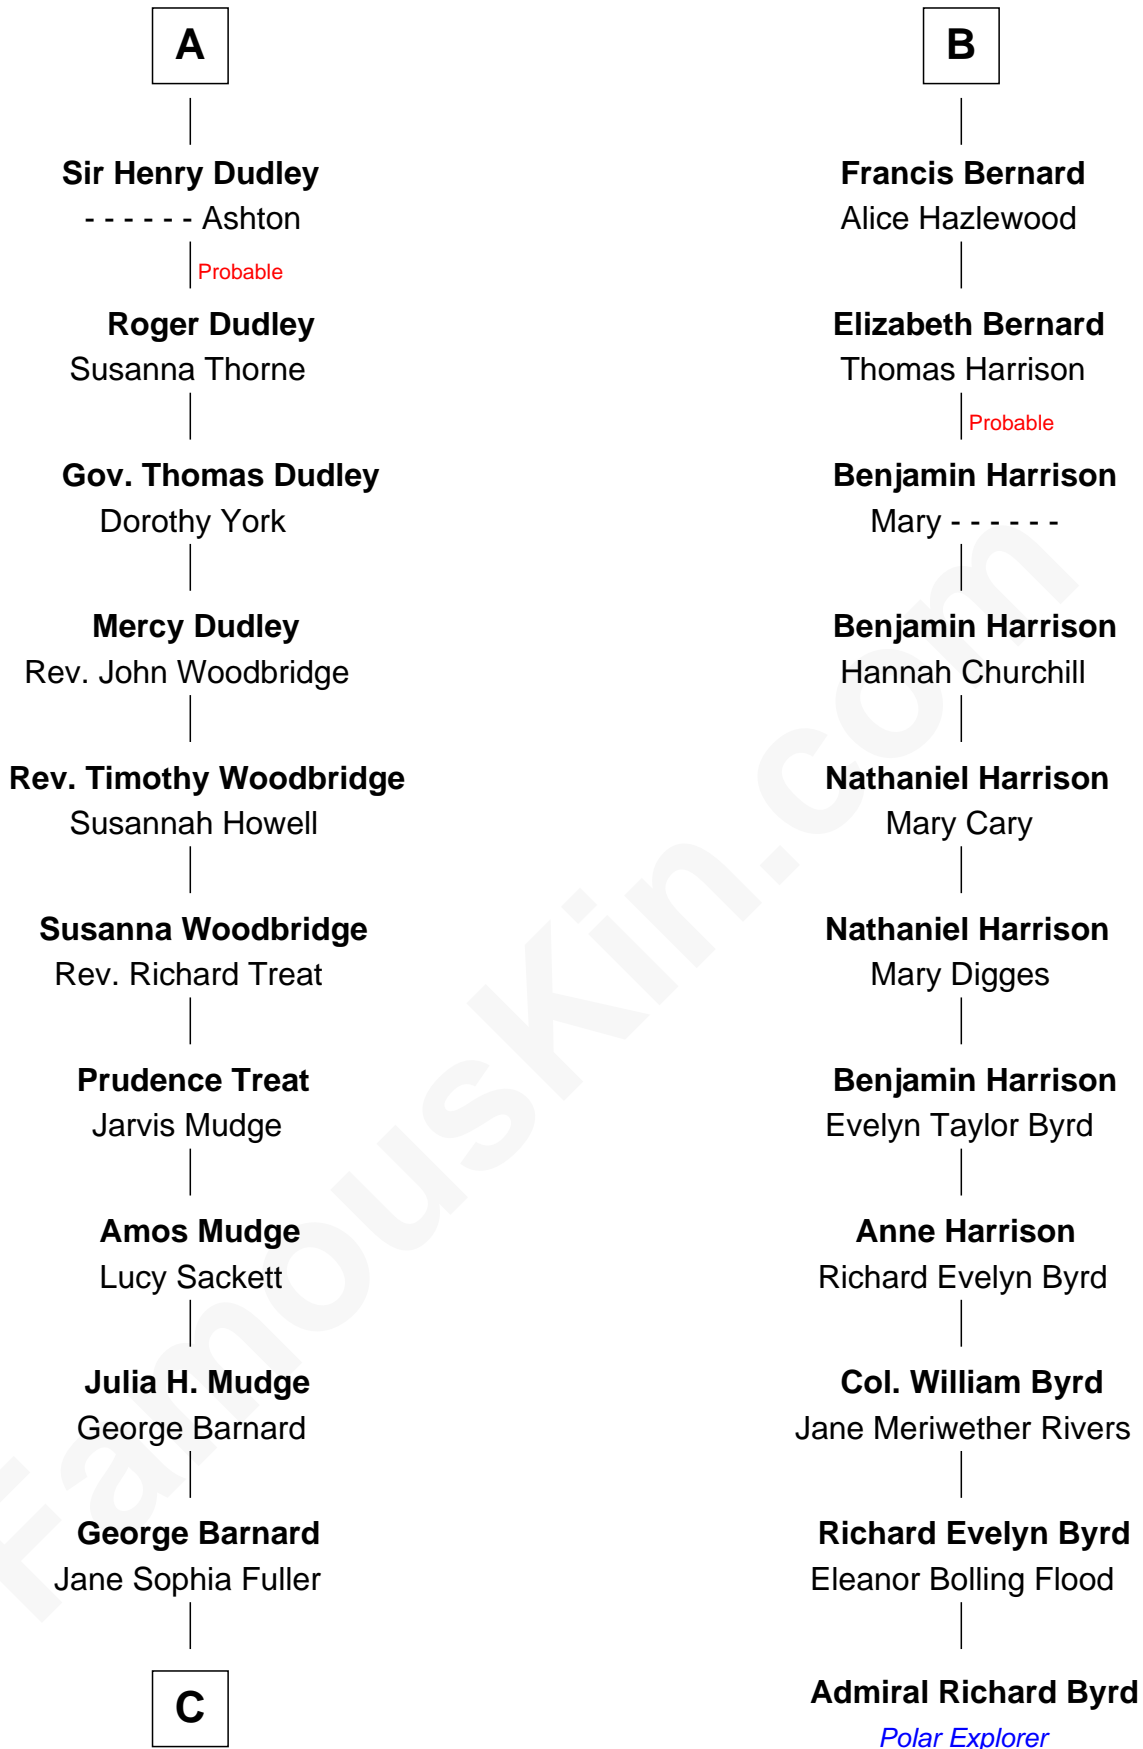 A
Sir Henry Dudley
- - - - - - Ashton
Probable
Roger Dudley
Susanna Thorne
Gov. Thomas Dudley
Dorothy York
Mercy Dudley
Rev. John Woodbridge
Rev. Timothy Woodbridge
Susannah Howell
Susanna Woodbridge
Rev. Richard Treat
Prudence Treat
Jarvis Mudge
Amos Mudge
Lucy Sackett
Julia H. Mudge
George Barnard
George Barnard
Jane Sophia Fuller
C
B
Francis Bernard
Alice Hazlewood
Elizabeth Bernard
Thomas Harrison
Probable
Benjamin Harrison
Mary - - - - - -
Benjamin Harrison
Hannah Churchill
Nathaniel Harrison
Mary Cary
Nathaniel Harrison
Mary Digges
Benjamin Harrison
Evelyn Taylor Byrd
Anne Harrison
Richard Evelyn Byrd
Col. William Byrd
Jane Meriwether Rivers
Richard Evelyn Byrd
Eleanor Bolling Flood
Admiral Richard Byrd
Polar Explorer
FamousKin.com